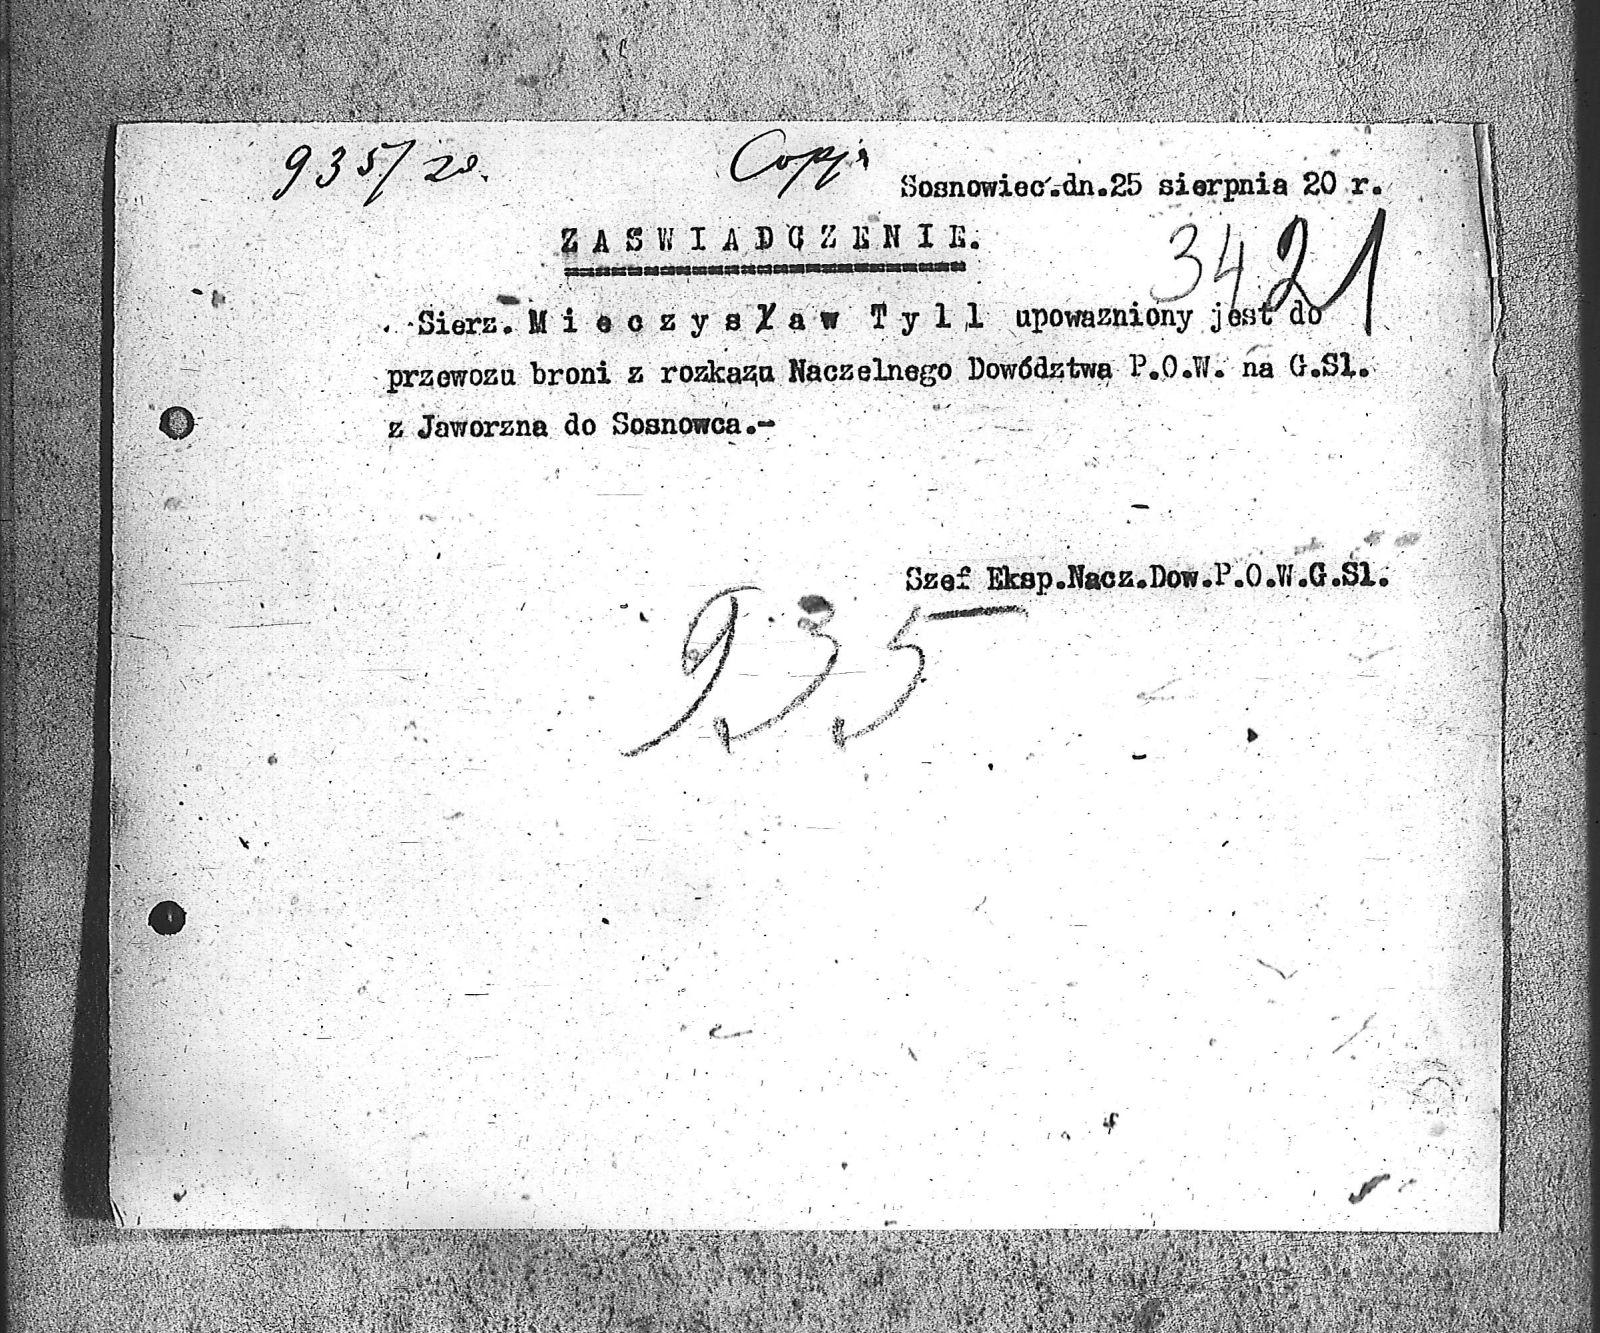 935/20.
Copja
Sosnowiec.dn.25 sierpnia 20 r.
ZASWIADCZENIE.
3421
Sierz. Mieczysław Tyll upowazniony jest do
przewozu broni z rozkazu Naczelnego Dowództwa P.O.W. na G.Sl.
z Jaworzna do Sosnowca.-
Szef Eksp.Nacz.Dow.P.O.W.G.Sl.
935